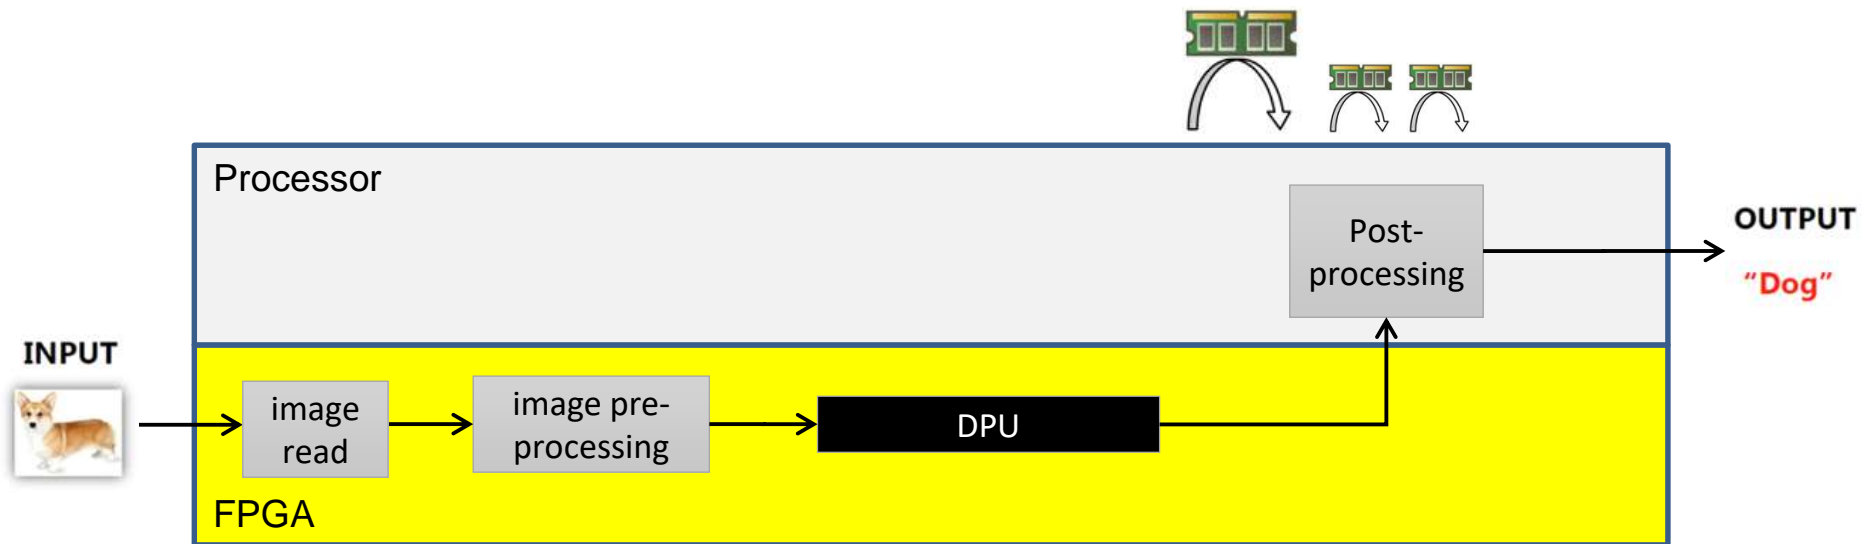 Processor
Post-
processing
OUTPUT
“Dog”
INPUT
image
read
image pre-
processing
DPU
FPGA